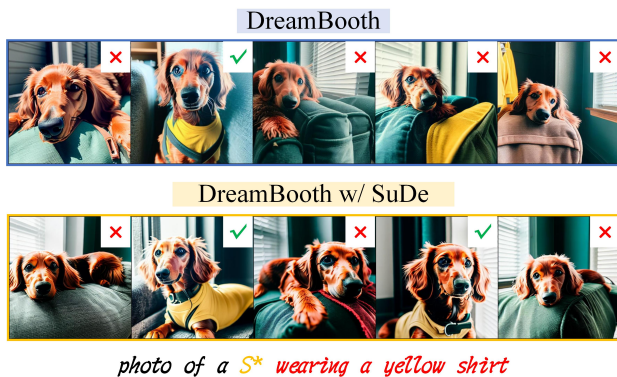 DreamBooth
DreamBooth w/ SuDe
photo of a S* wearing a yellow shirt